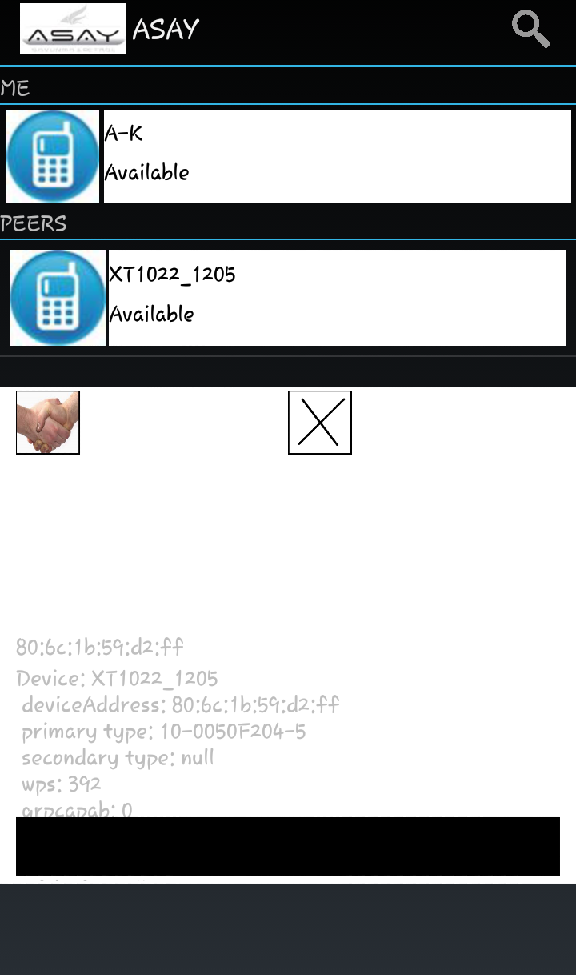 ASAY ASAY
ME
A-K
Available
PEERS
XT1022_1205
Available
80:6c:1b:59:d2:ff
Device: XT1022_1205
deviceAddress: 80:6c:1b:59:d2:ff
primary type: 10-0050F204-5
secondary type: null
wps: 392
grpcapab: 0